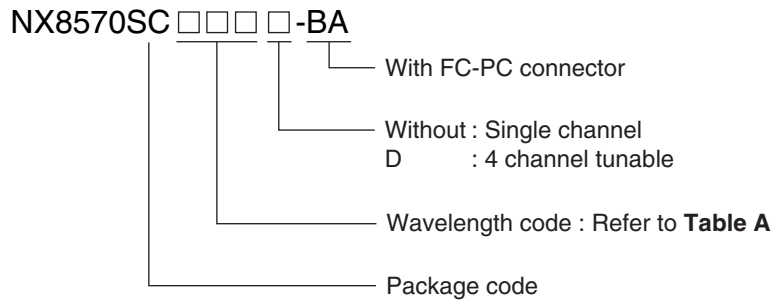 NX8570SC □□□ □ -BA
With FC-PC connector
Without : Single channel
D : 4 channel tunable
Wavelength code : Refer to Table A
Package code